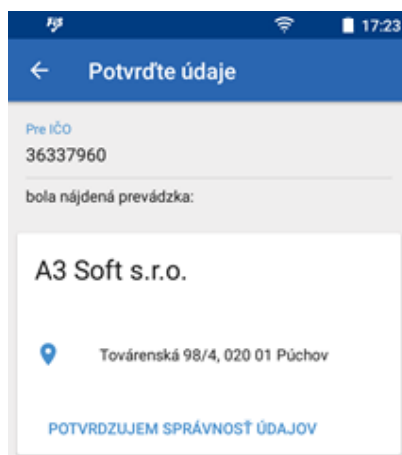 17:23
Potvrďte údaje
Pre IČO
36337960
bola nájdená prevádzka:
A3 Soft s.r.o.
Továrenská 98/4, 020 01 Púchov
POTVRDZUJEM SPRÁVNOSŤ ÚDAJOV